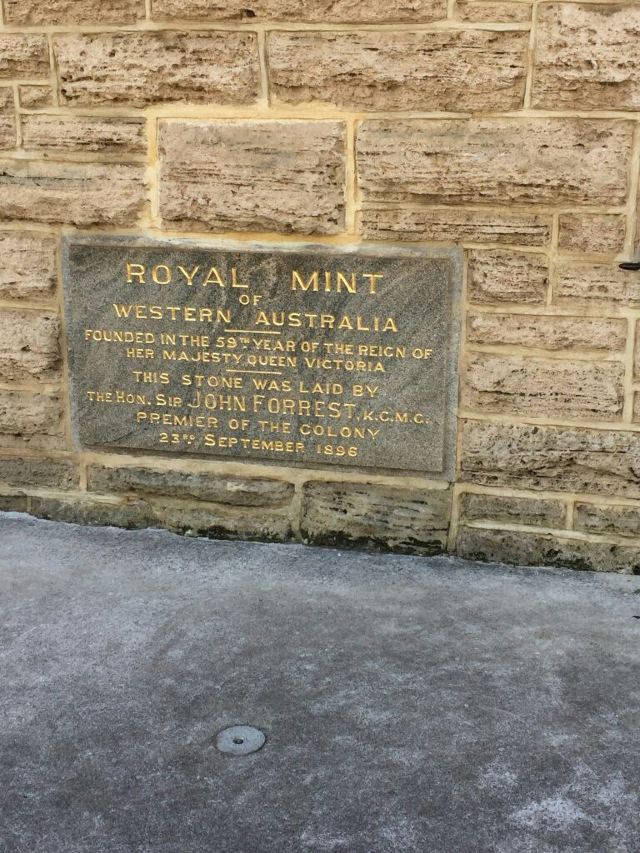 ROYAL MINT
OF
WESTERN AUSTRALIA
FOUNDED IN THE 59TH YEAR OF THE REIGN OF
HER MAJESTY QUEEN VICTORIA
THIS STONE WAS LAID BY
THE HON. SIR JOHN FORREST, K.C.M.G.
PREMIER OF THE COLONY
23RD SEPTEMBER 1896